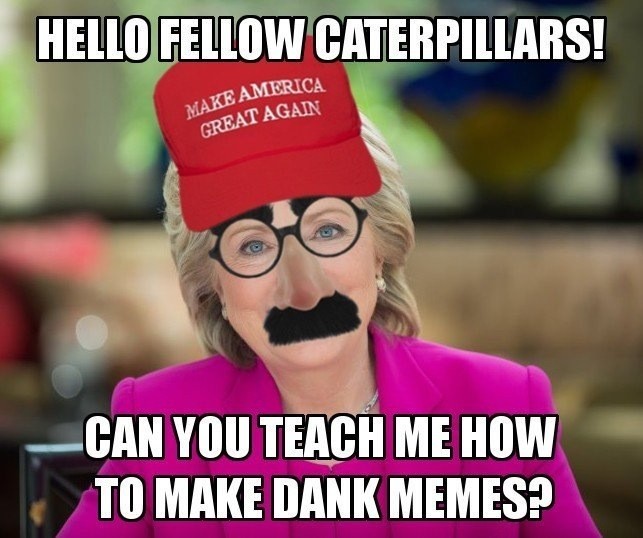 HELLO FELLOW CATERPILLARS!
MAKE AMERICA
GREAT AGAIN
CAN YOU TEACH ME HOW
TO MAKE DANK MEMES?